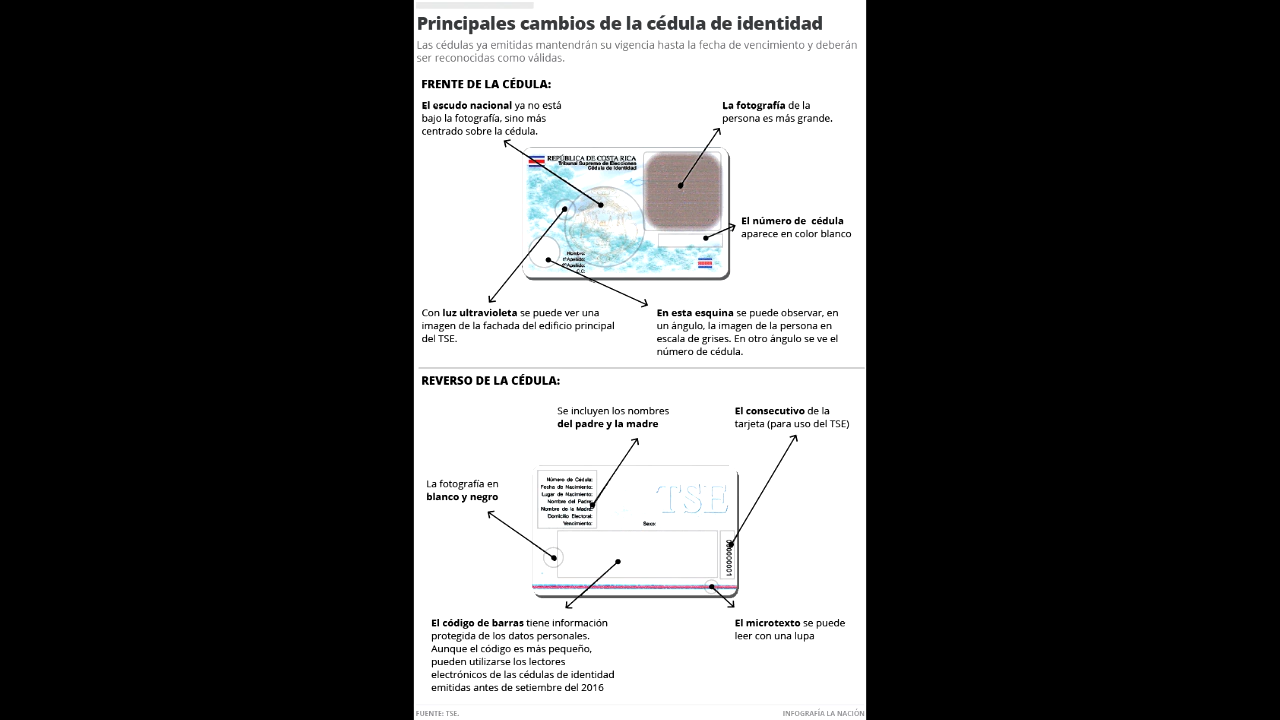 Principales cambios de la cédula de identidad
Las cédulas ya emitidas mantendrán su vigencia hasta la fecha de vencimiento y deberán
ser reconocidas como válidas.
FRENTE DE LA CÉDULA:
El escudo nacional ya no está
bajo la fotografía, sino más
centrado sobre la cédula.
La fotografía de la
persona es más grande.
REPÚBLICA DE COSTA RICA
Tribunal Supremo de Elecciones
Cédula de Identidad
El número de cédula
aparece en color blanco
Nombre:
1°Apellido:
2°Apellido:
C.C:
Con luz ultravioleta se puede ver una
imagen de la fachada del edificio principal
del TSE.
En esta esquina se puede observar, en
un ángulo, la imagen de la persona en
escala de grises. En otro ángulo se ve el
número de cédula.
REVERSO DE LA CÉDULA:
Se incluyen los nombres
del padre y la madre
El consecutivo de la
tarjeta (para uso del TSE)
La fotografía en
blanco y negro
Número de Cédula:
Fecha de Nacimiento:
Lugar de Nacimiento:
Nombre del Padre:
Nombre de la Madre:
Domicilio Electoral:
Vencimiento:
Sexo:
TSE
000000001
El código de barras tiene información
protegida de los datos personales.
Aunque el código es más pequeño,
pueden utilizarse los lectores
electrónicos de las cédulas de identidad
emitidas antes de setiembre del 2016
El microtexto se puede
leer con una lupa
FUENTE: TSE.
INFOGRAFÍA LA NACIÓN